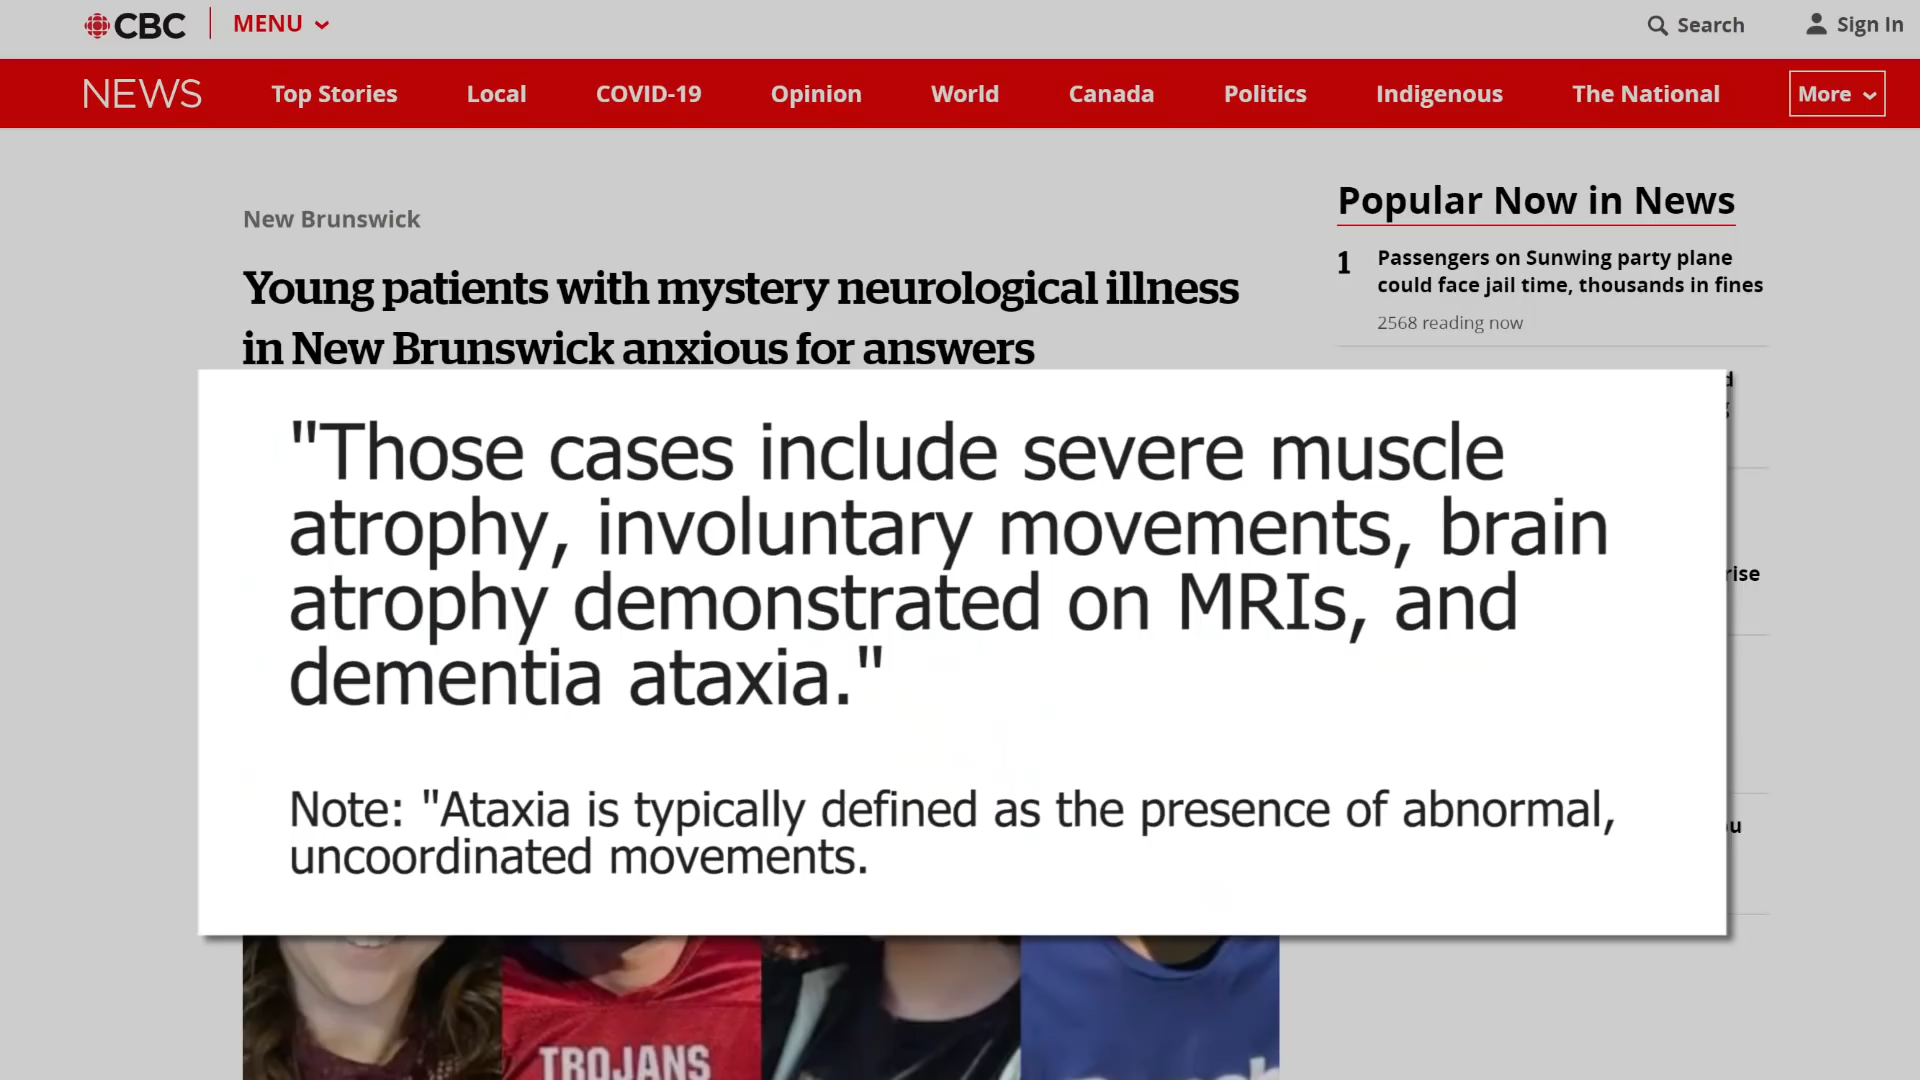 CBC
MENU
Search
Sign In
NEWS
Top Stories
Local
COVID-19
Opinion
World
Canada
Politics
Indigenous
The National
More
New Brunswick
Young patients with mystery neurological illness
in New Brunswick anxious for answers
Popular Now in News
1
Passengers on Sunwing party plane
could face jail time, thousands in fines
2568 reading now
"Those cases include severe muscle
atrophy, involuntary movements, brain
atrophy demonstrated on MRIs, and
dementia ataxia."
Note: "Ataxia is typically defined as the presence of abnormal,
uncoordinated movements.
TROJANS